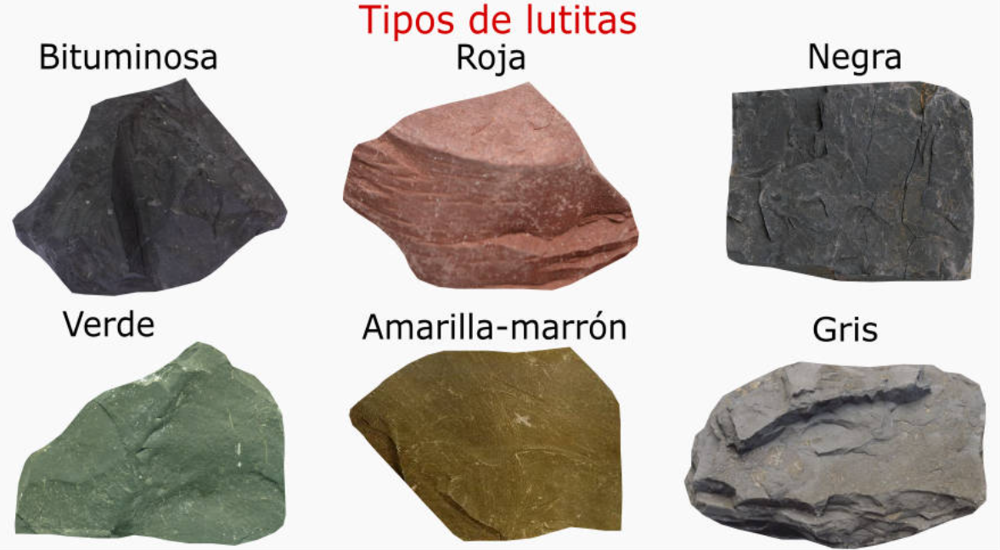 Tipos de lutitas
Bituminosa
Roja
Negra
Verde
Amarilla-marrón
Gris